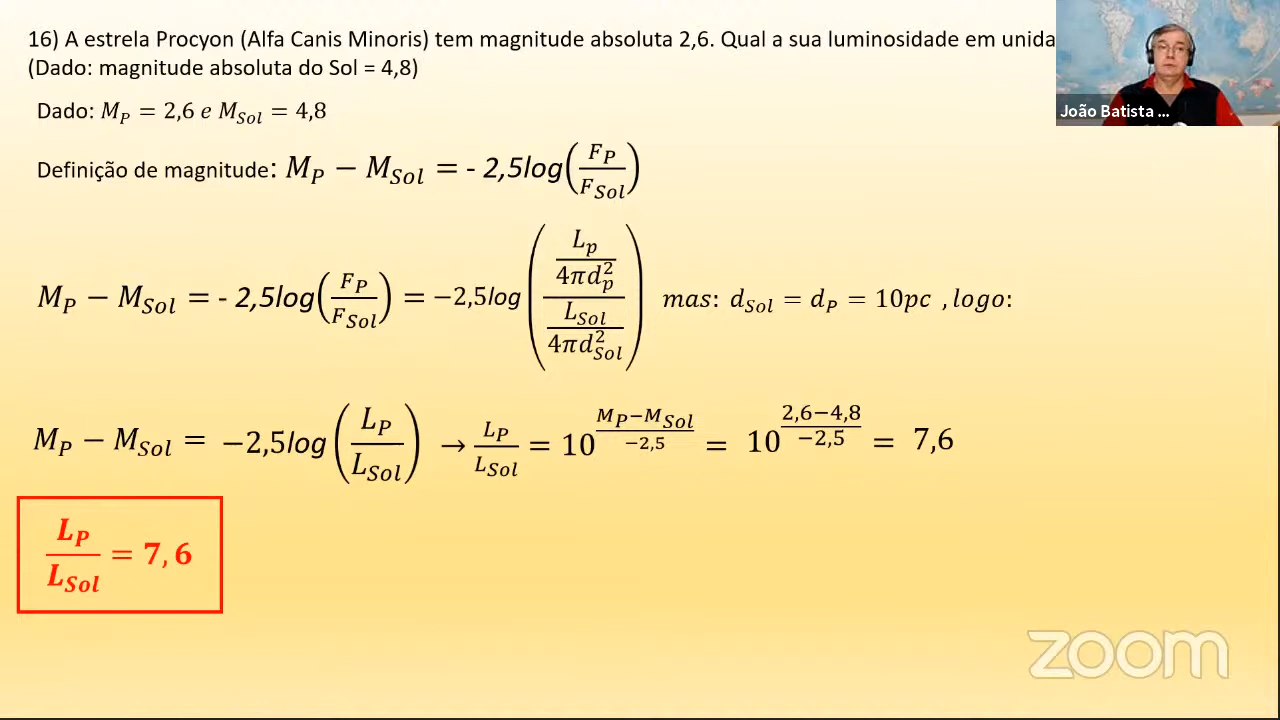 16) A estrela Procyon (Alfa Canis Minoris) tem magnitude absoluta 2,6. Qual a sua luminosidade em
(Dado: magnitude absoluta do Sol = 4,8)
João Batista ...
Dado: M_P = 2,6 e M_Sol = 4,8
Definição de magnitude: M_P − M_Sol = - 2,5log(F_P/F_Sol)
M_P − M_Sol = - 2,5log(F_P/F_Sol) = −2,5log((L_p/4πd_p^2)/(L_Sol/4πd_Sol^2)) mas: d_Sol = d_P = 10pc , logo:
M_P − M_Sol = −2,5log(L_P/L_Sol) → L_P/L_Sol = 10^((M_P−M_Sol)/−2,5) = 10^((2,6−4,8)/−2,5) = 7,6
L_P/L_Sol = 7,6
zoom